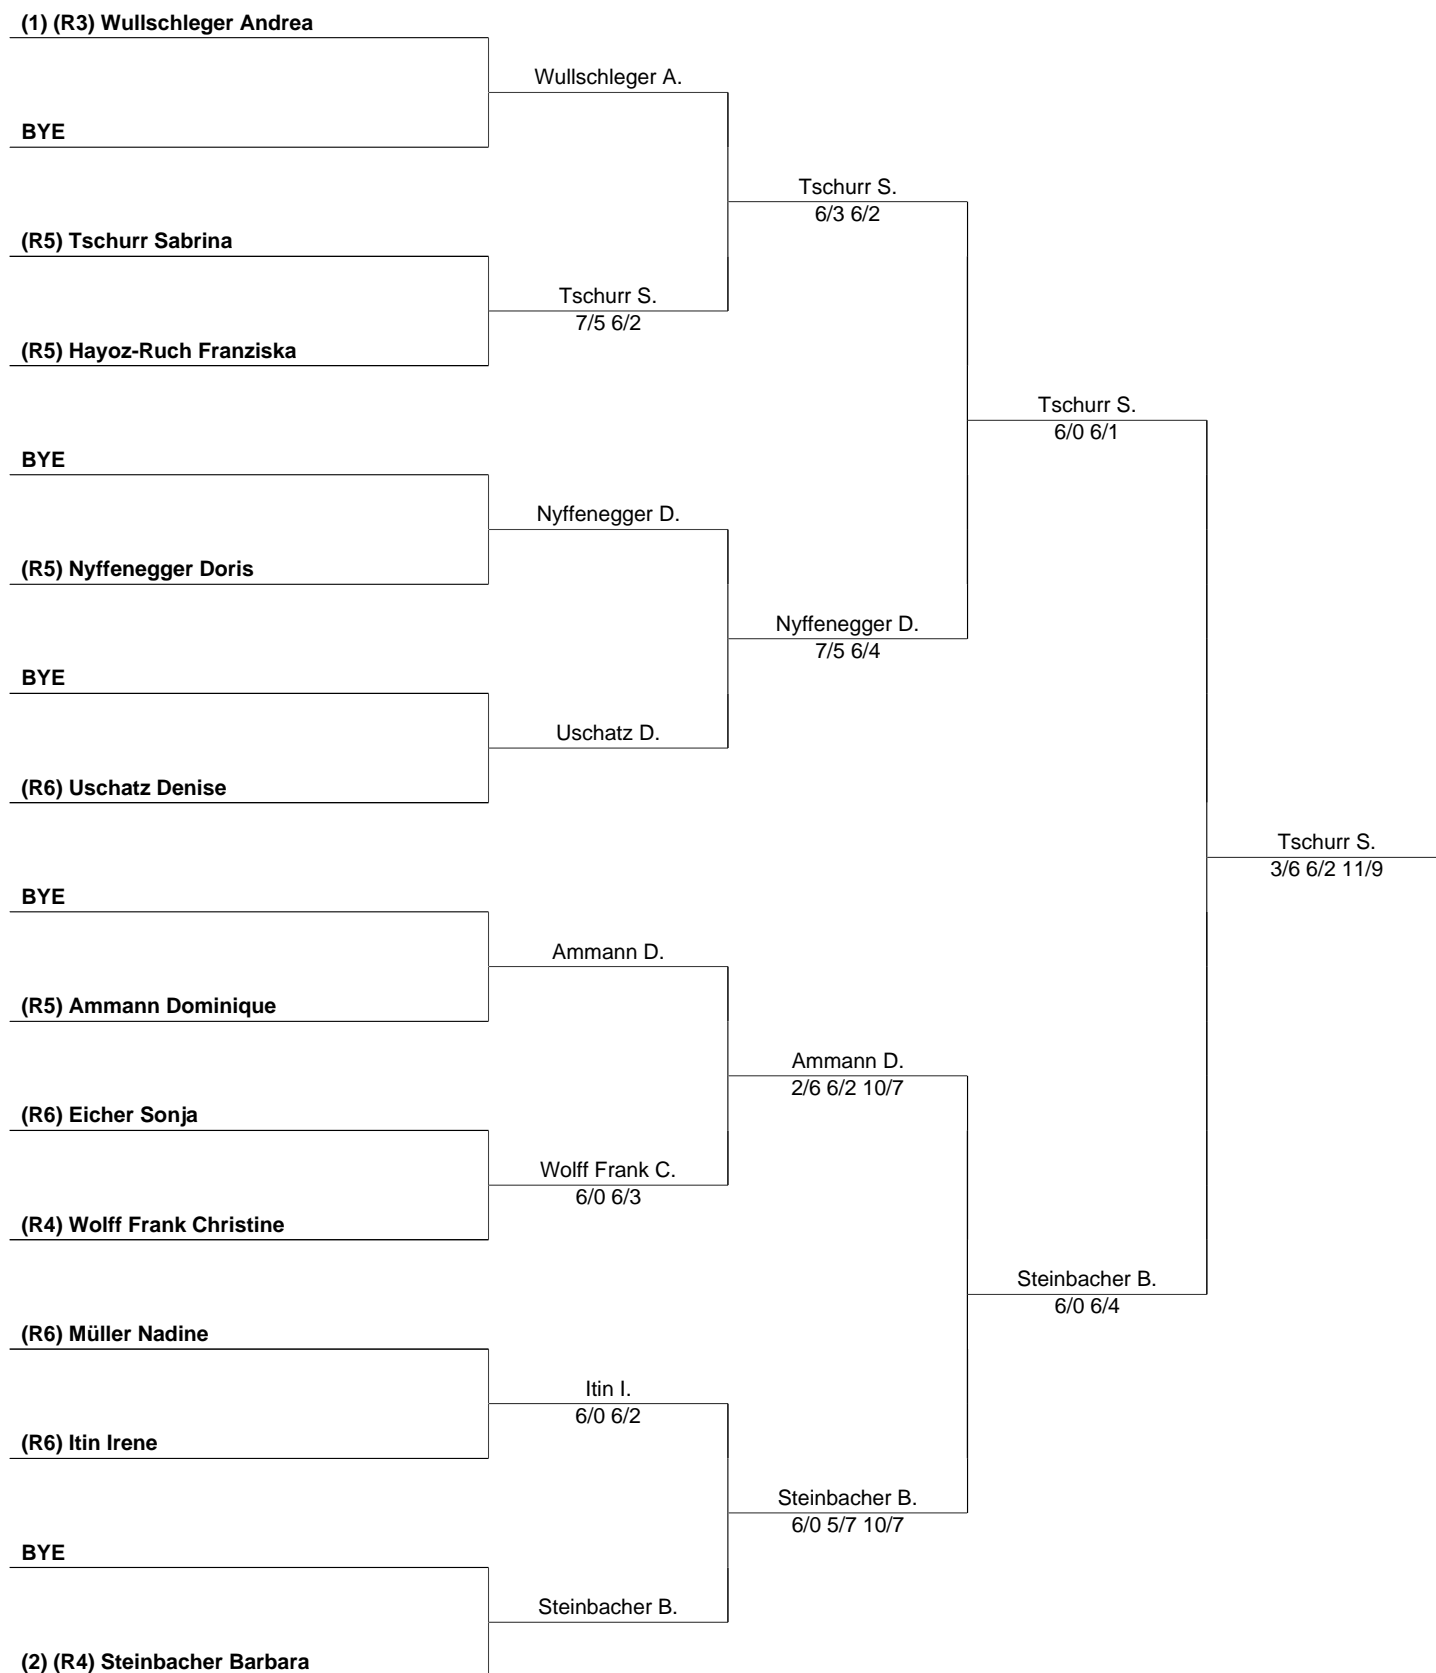 (1) (R3) Wullschleger Andrea
Wullschleger A.
BYE
Tschurr S.
6/3 6/2
(R5) Tschurr Sabrina
Tschurr S.
7/5 6/2
(R5) Hayoz-Ruch Franziska
Tschurr S.
6/0 6/1
BYE
Nyffenegger D.
(R5) Nyffenegger Doris
Nyffenegger D.
7/5 6/4
BYE
Uschatz D.
(R6) Uschatz Denise
Tschurr S.
3/6 6/2 11/9
BYE
Ammann D.
(R5) Ammann Dominique
Ammann D.
2/6 6/2 10/7
(R6) Eicher Sonja
Wolff Frank C.
6/0 6/3
(R4) Wolff Frank Christine
Steinbacher B.
6/0 6/4
(R6) Müller Nadine
Itin I.
6/0 6/2
(R6) Itin Irene
Steinbacher B.
6/0 5/7 10/7
BYE
Steinbacher B.
(2) (R4) Steinbacher Barbara